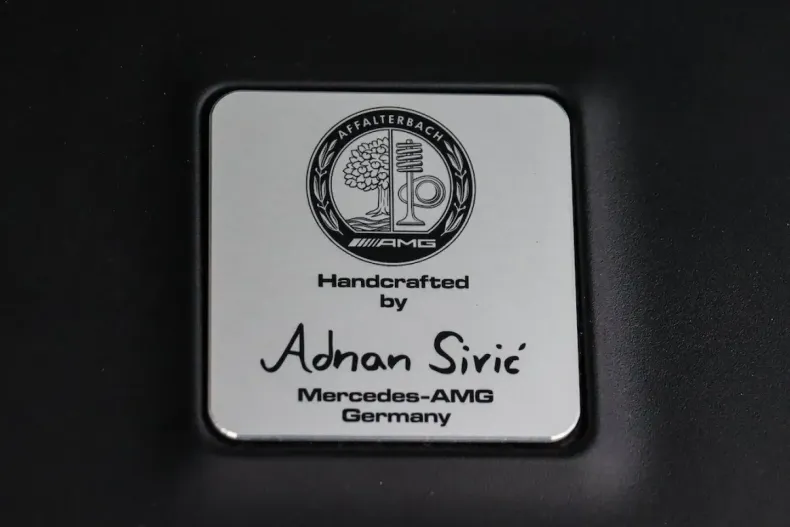 AFFALTERBACH
AMG
Handcrafted
by
Adnan Sivić
Mercedes-AMG
Germany